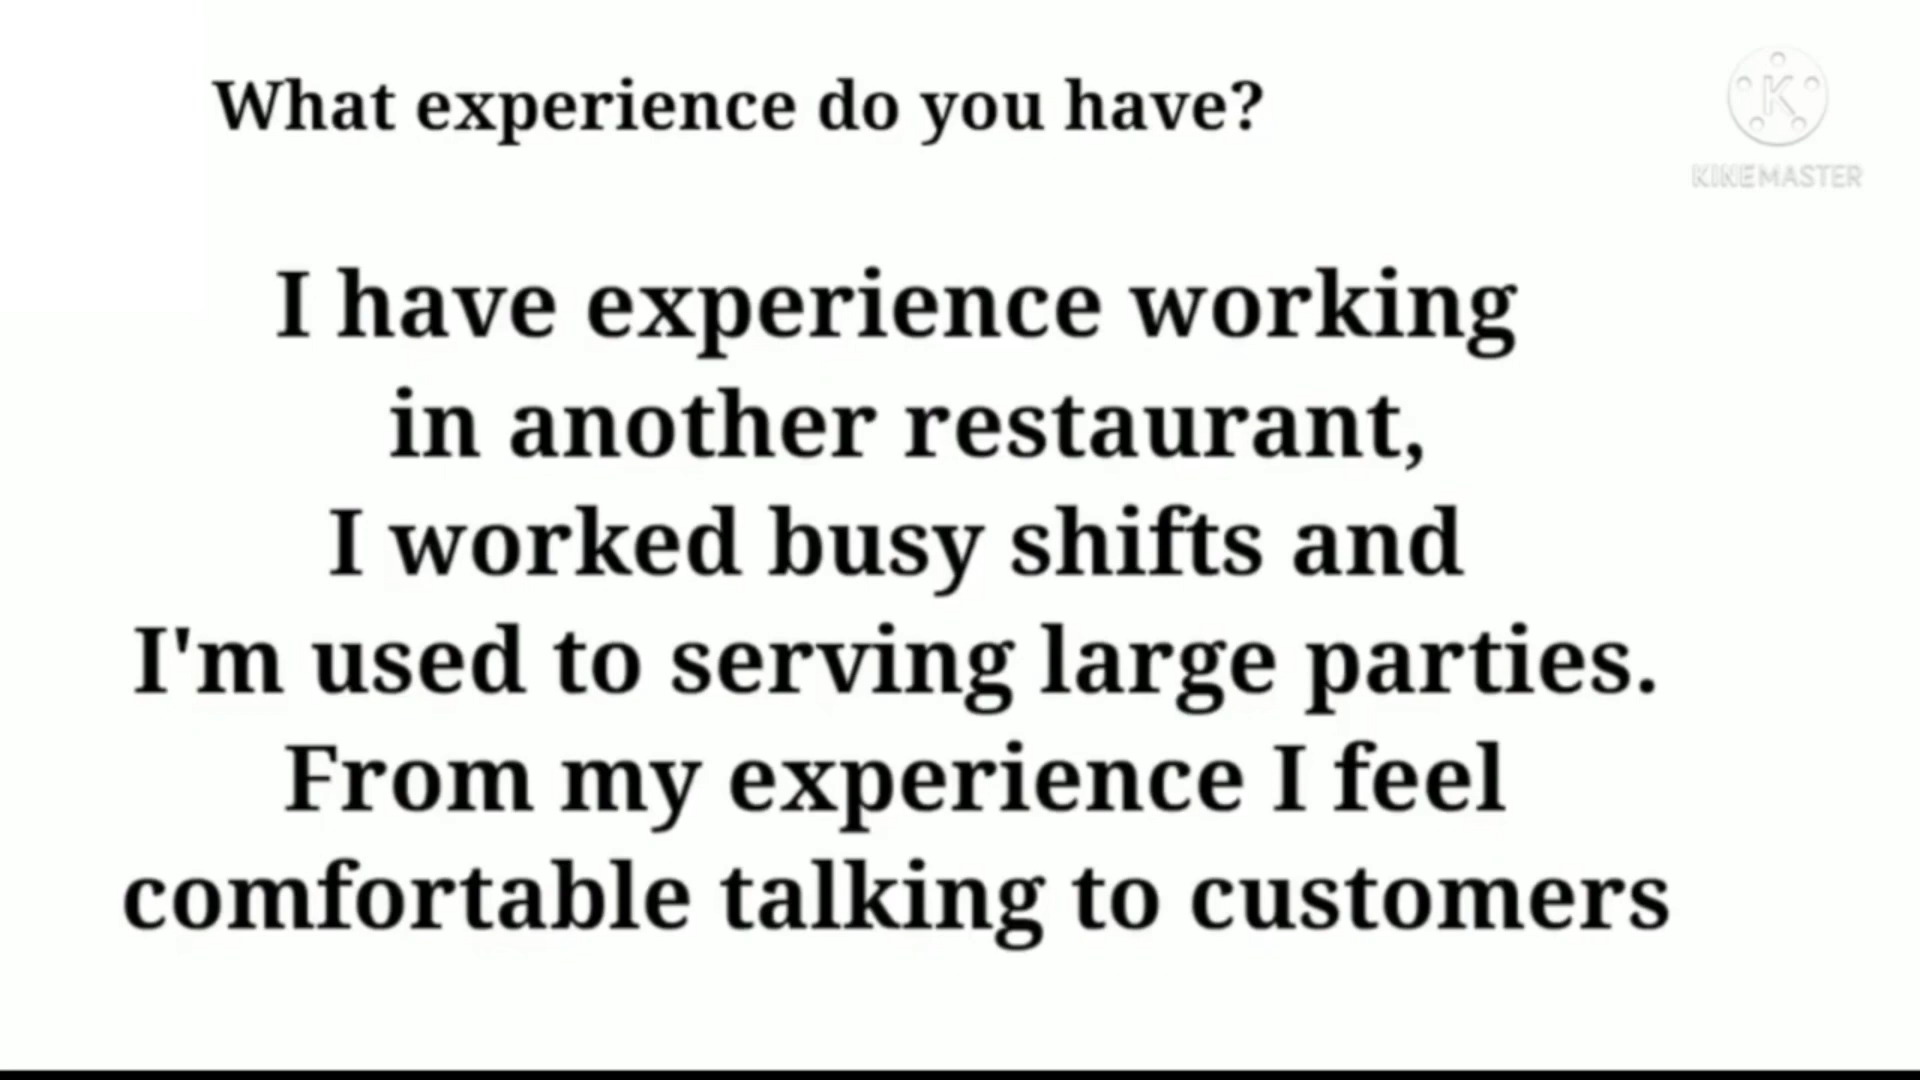 What experience do you have?
KINEMASTER
I have experience working
in another restaurant,
I worked busy shifts and
I'm used to serving large parties.
From my experience I feel
comfortable talking to customers